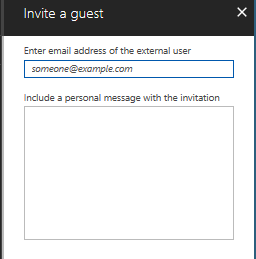 Invite a guest
Enter email address of the external user
someone@example.com
Include a personal message with the invitation